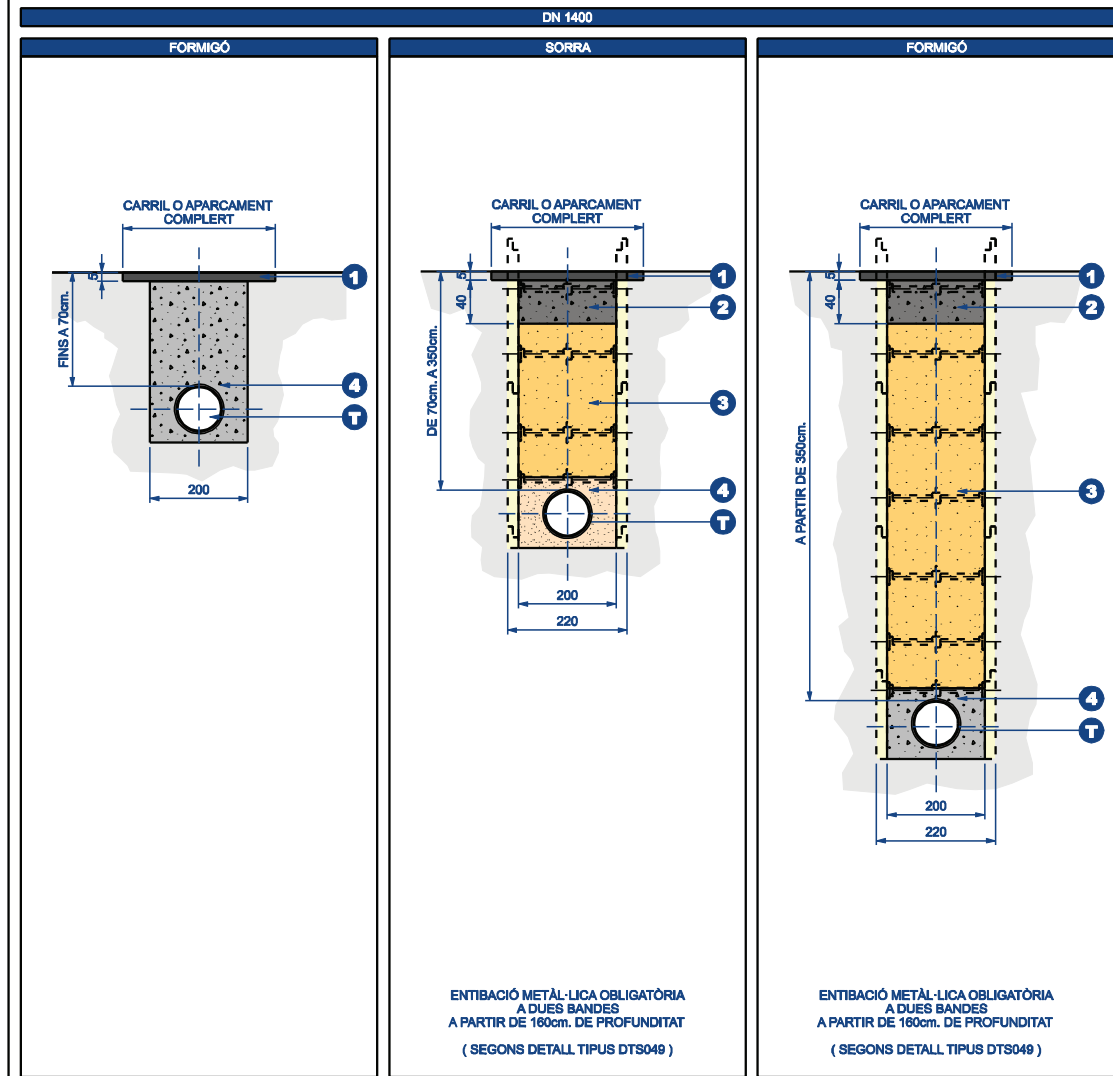 DN 1400
FORMIGÓ
CARRIL O APARCAMENT
COMPLERT
5
FINS A 70cm.
1
4
T
200
SORRA
CARRIL O APARCAMENT
COMPLERT
5
40
DE 70cm. A 350cm.
1
2
3
4
T
200
220
ENTIBACIÓ METÀL·LICA OBLIGATÒRIA
A DUES BANDES
A PARTIR DE 160cm. DE PROFUNDITAT
( SEGONS DETALL TIPUS DTS049 )
FORMIGÓ
CARRIL O APARCAMENT
COMPLERT
5
40
A PARTIR DE 350cm.
1
2
3
4
T
200
220
ENTIBACIÓ METÀL·LICA OBLIGATÒRIA
A DUES BANDES
A PARTIR DE 160cm. DE PROFUNDITAT
( SEGONS DETALL TIPUS DTS049 )